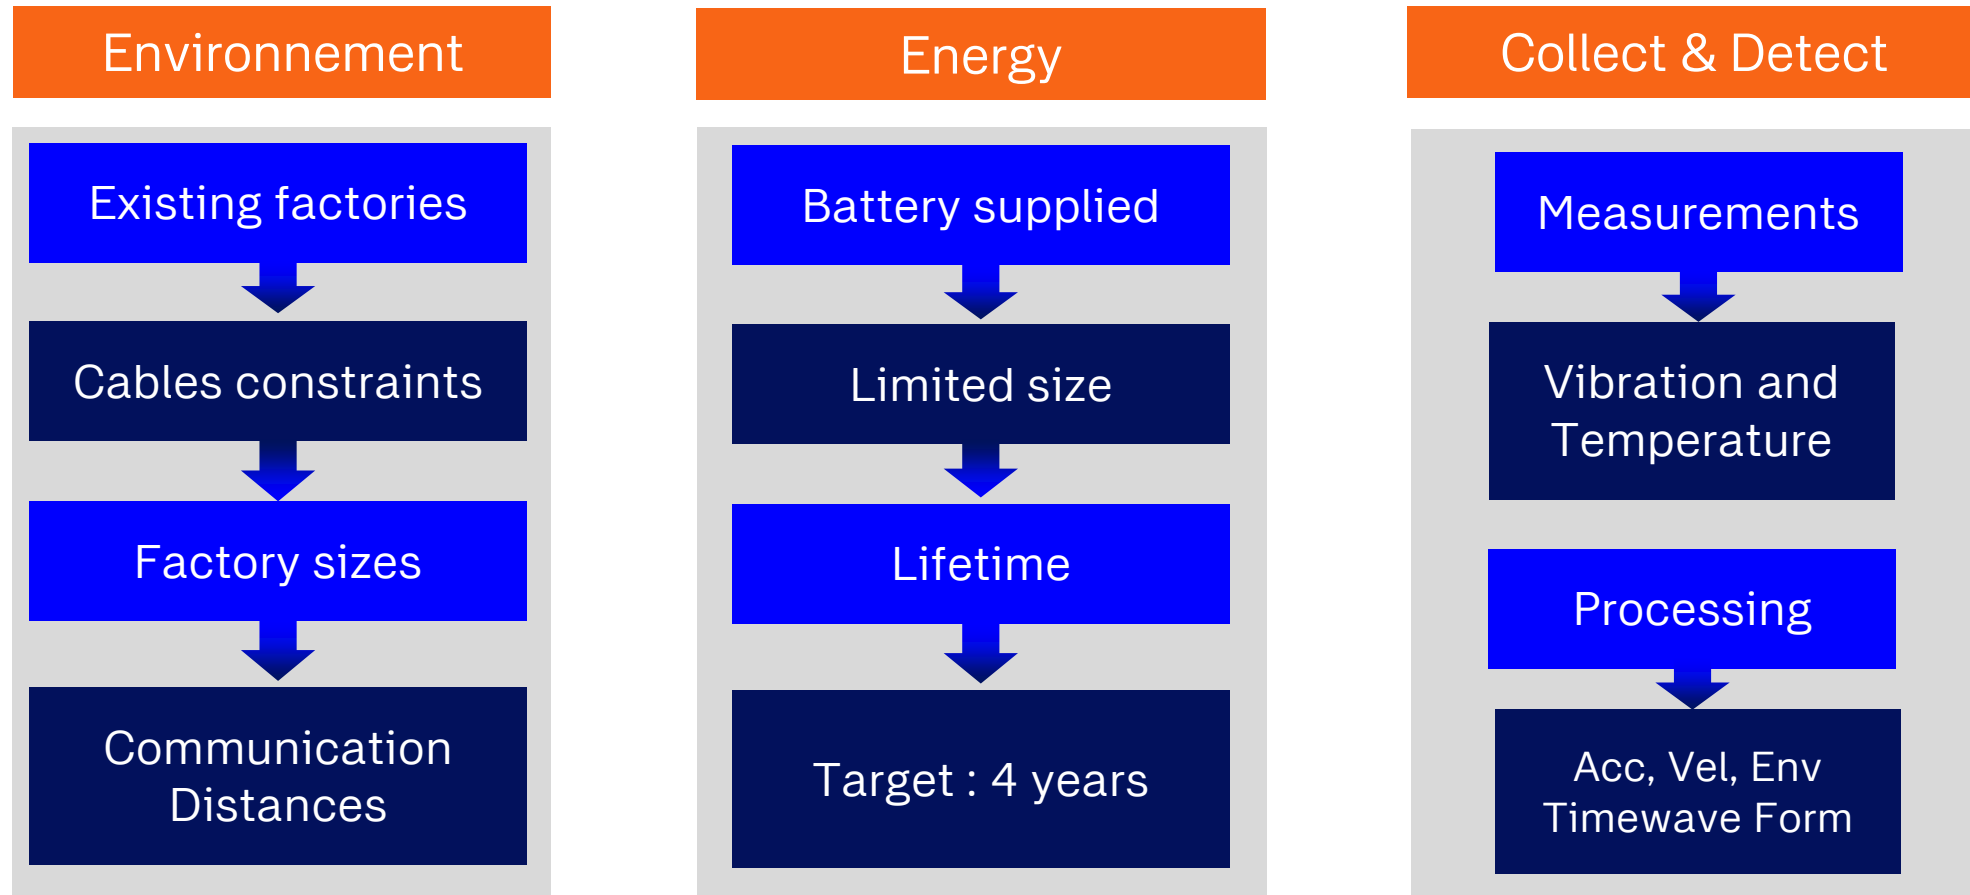 Environnement
Existing factories
Cables constraints
Factory sizes
Communication
Distances
Energy
Battery supplied
Limited size
Lifetime
Target : 4 years
Collect & Detect
Measurements
Vibration and
Temperature
Processing
Acc, Vel, Env
Timewave Form